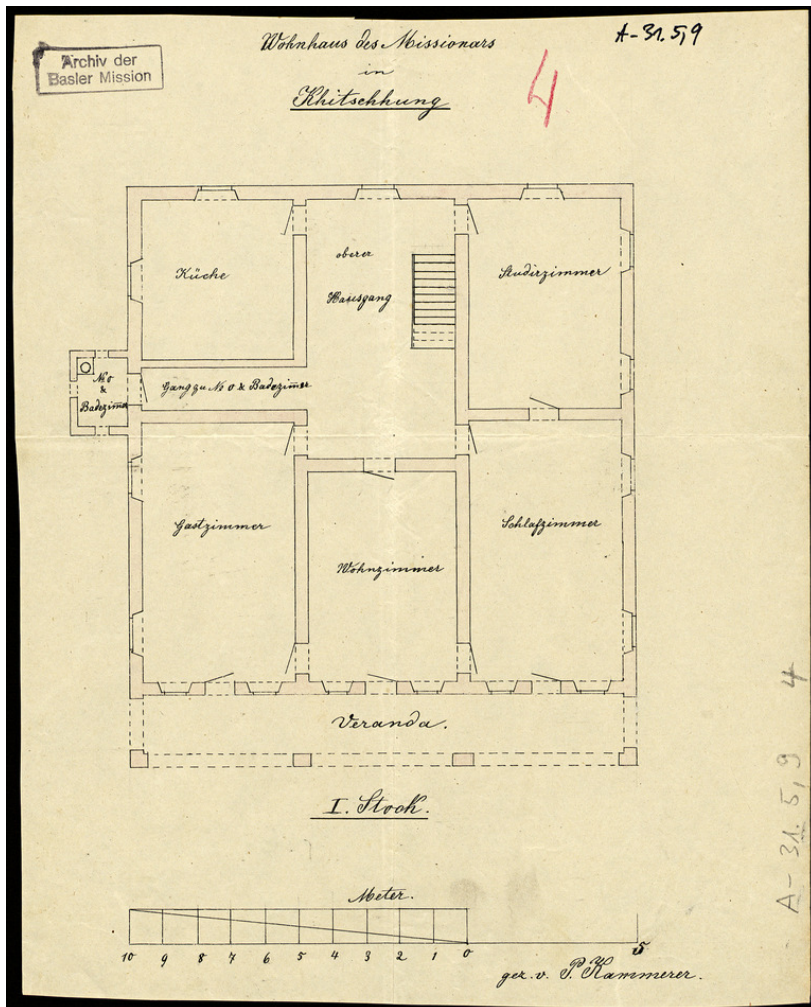 Wohnhaus des Missionars
A-31.5,9
Archiv der
Basler Mission
in
Khitschhung
4
Küche
oberer
Hausgang
Studirzimmer
No 0
&
Badezimmer
Gang zu No 0 & Badezimmer
Gastzimmer
Wohnzimmer
Schlafzimmer
Veranda.
I. Stock.
A-31.5,9 4
Meter.
10 9 8 7 6 5 4 3 2 1 0 5
gez. v. P. Kammerer.